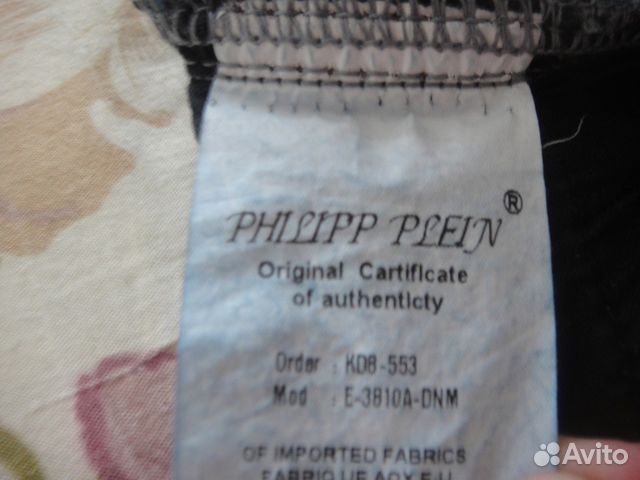 PHILIPP PLEIN®
Original Cartificate
of authenticty
Order : KD8-553
Mod : E-3810A-DNM
OF IMPORTED FABRICS
Avito